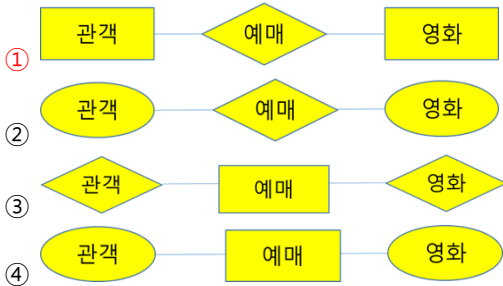 ① 관객 예매 영화
② 관객 예매 영화
③ 관객 예매 영화
④ 관객 예매 영화